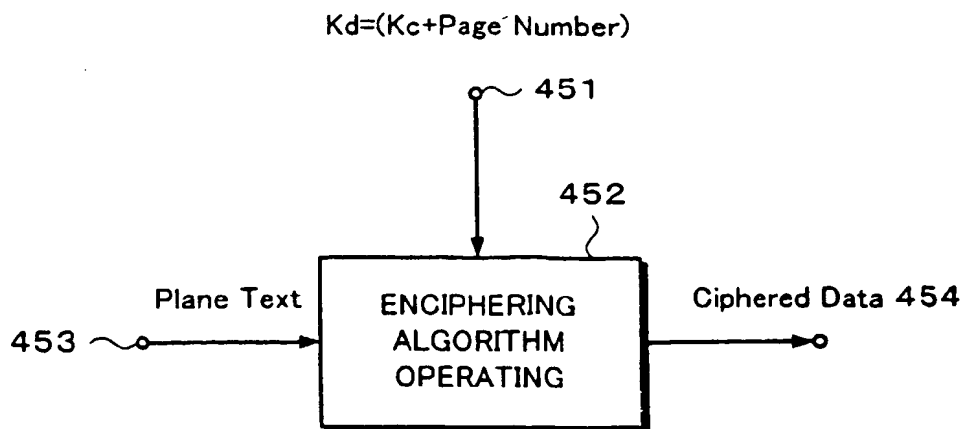 Kd=(Kc+Page Number)
451
452
Plane Text
ENCIPHERING
ALGORITHM
OPERATING
Ciphered Data 454
453